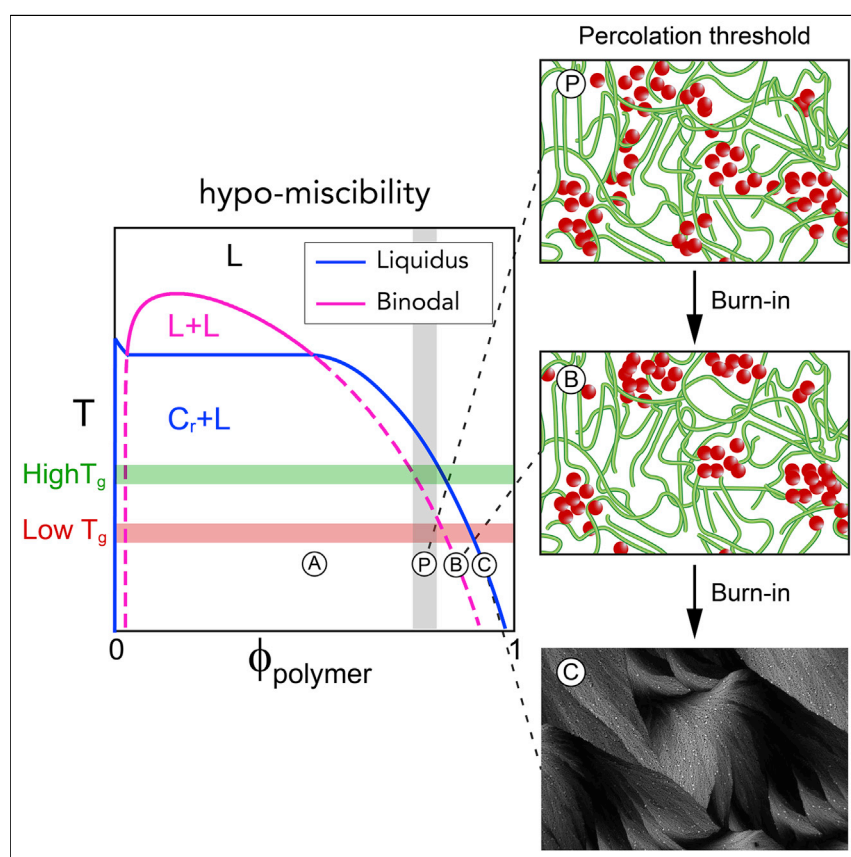 Percolation threshold
P
Burn-in
hypo-miscibility
L
Liquidus
Binodal
L+L
T
Cr+L
HighTg
Low Tg
A
P
B
C
0
1
ϕpolymer
B
Burn-in
C